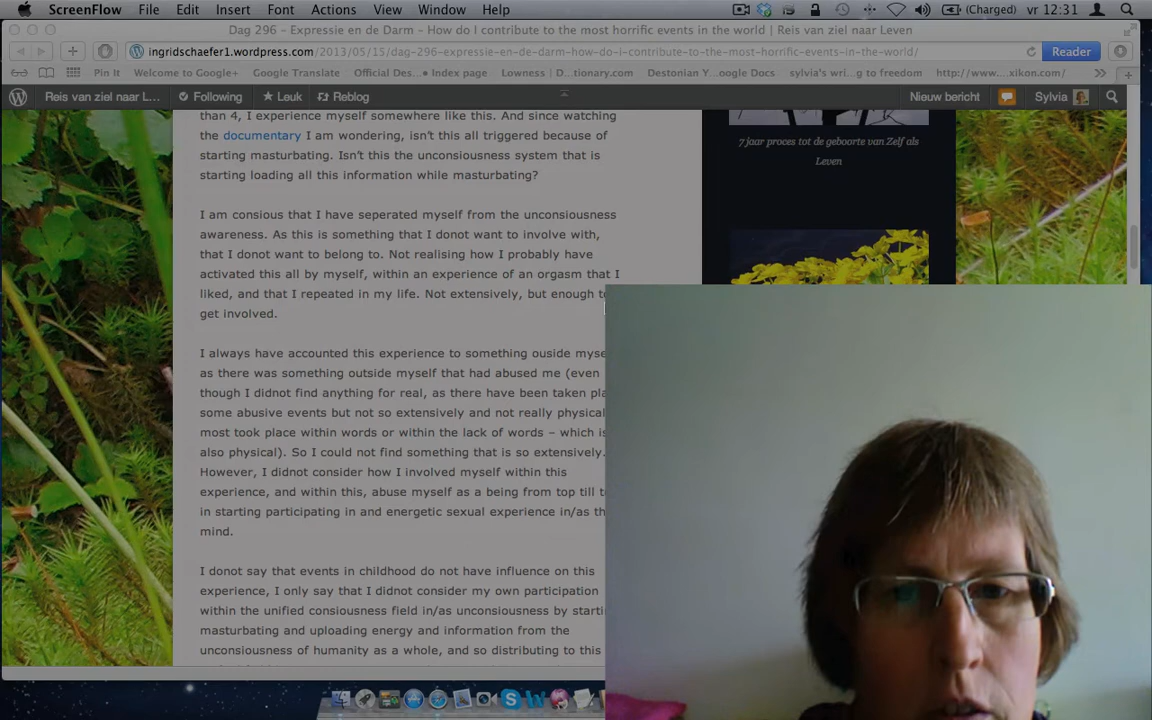 ScreenFlow File Edit Insert Font Actions View Window Help (Charged) vr 12:31
Dag 296 – Expressie en de Darm – How do I contribute to the most horrific events in the world | Reis van ziel naar Leven
ingridschaefer1.wordpress.com/2013/05/15/dag-296-expressie-en-de-darm-how-do-i-contribute-to-the-most-horrific-events-in-the-world/ Reader
Pin It Welcome to Google+ Google Translate Official Des...• Index page Lowness | D...tionary.com Destonian Y...oogle Docs sylvia's wri...g to freedom http://www....xikon.com/
Reis van ziel naar L... Following Leuk Reblog Nieuw bericht Sylvia
than 4, I experience myself somewhere like this. And since watching
the documentary I am wondering, isn't this all triggered because of
starting masturbating. Isn't this the unconsiousness system that is
starting loading all this information while masturbating?
I am consious that I have seperated myself from the unconsiousness
awareness. As this is something that I donot want to involve with,
that I donot want to belong to. Not realising how I probably have
activated this all by myself, within an experience of an orgasm that I
liked, and that I repeated in my life. Not extensively, but enough to
get involved.
I always have accounted this experience to something ouside myse
as there was something outside myself that had abused me (even
though I didnot find anything for real, as there have been taken pla
some abusive events but not so extensively and not really physical
most took place within words or within the lack of words – which is
also physical). So I could not find something that is so extensively.
However, I didnot consider how I involved myself within this
experience, and within this, abuse myself as a being from top till t
in starting participating in and energetic sexual experience in/as th
mind.
I donot say that events in childhood do not have influence on this
experience, I only say that I didnot consider my own participation
within the unified consiousness field in/as unconsiousness by starti
masturbating and uploading energy and information from the
unconsiousness of humanity as a whole, and so distributing to this
7 jaar proces tot de geboorte van Zelf als
Leven